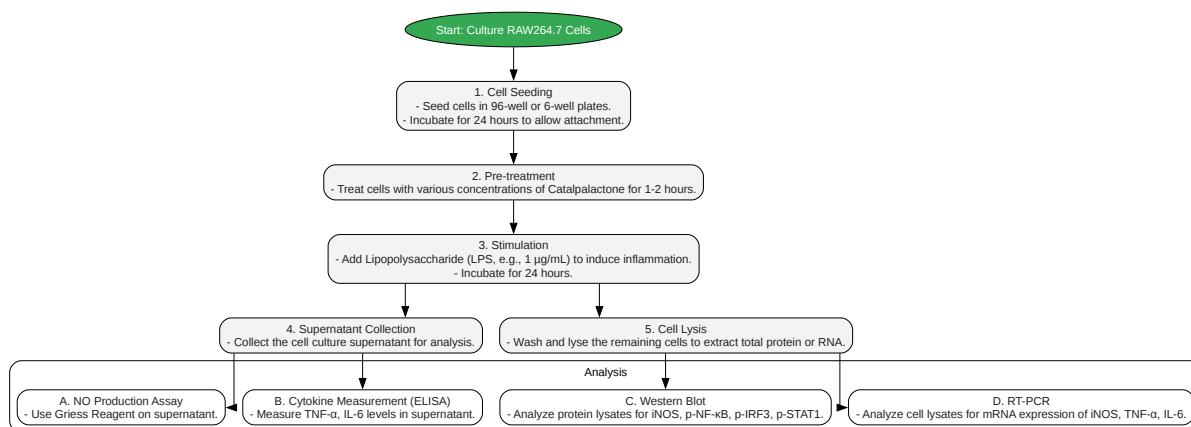 Start: Culture RAW264.7 Cells
1. Cell Seeding
- Seed cells in 96-well or 6-well plates.
- Incubate for 24 hours to allow attachment.
2. Pre-treatment
- Treat cells with various concentrations of Catalpalactone for 1-2 hours.
3. Stimulation
- Add Lipopolysaccharide (LPS, e.g., 1 µg/mL) to induce inflammation.
- Incubate for 24 hours.
4. Supernatant Collection
- Collect the cell culture supernatant for analysis.
5. Cell Lysis
- Wash and lyse the remaining cells to extract total protein or RNA.
Analysis
A. NO Production Assay
- Use Griess Reagent on supernatant.
B. Cytokine Measurement (ELISA)
- Measure TNF-α, IL-6 levels in supernatant.
C. Western Blot
- Analyze protein lysates for iNOS, p-NF-κB, p-IRF3, p-STAT1.
D. RT-PCR
- Analyze cell lysates for mRNA expression of iNOS, TNF-α, IL-6.